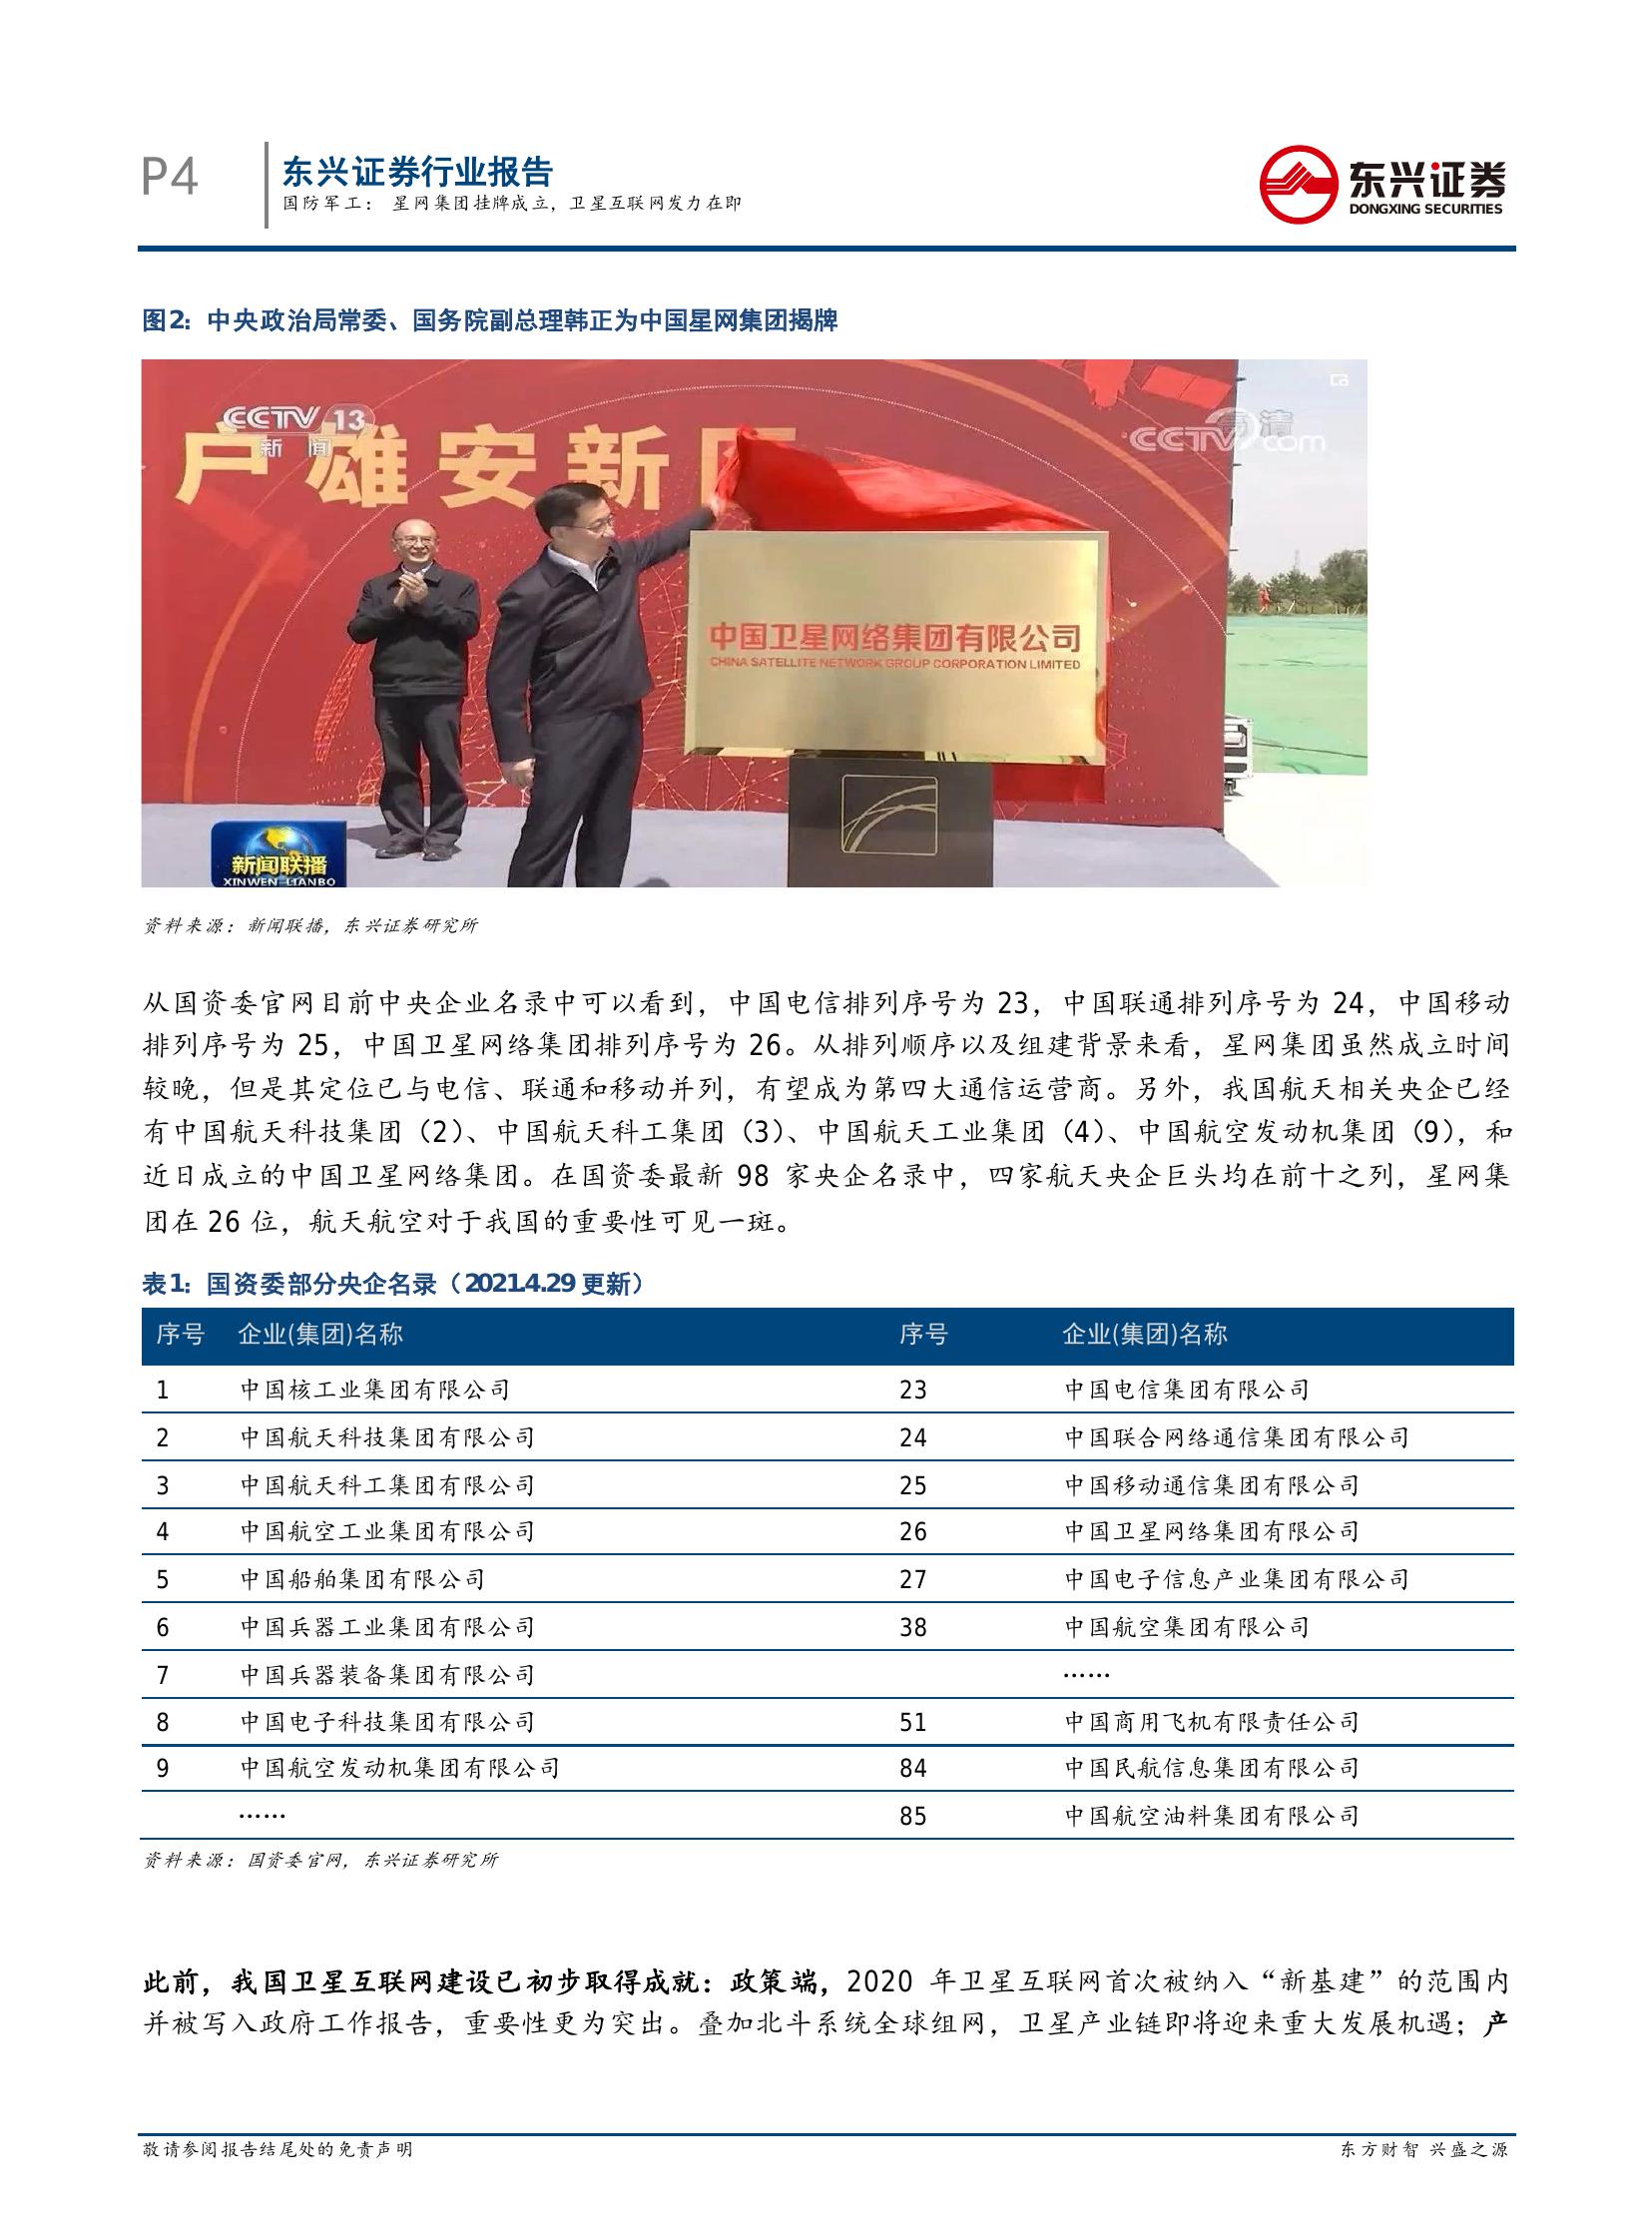 P4
东兴证券行业报告
国防军工： 星网集团挂牌成立，卫星互联网发力在即
东兴证券
DONGXING SECURITIES
图2：中央政治局常委、国务院副总理韩正为中国星网集团揭牌
CCTV 13
新闻
户雄安新区
高清
CCTV.com
中国卫星网络集团有限公司
CHINA SATELLITE NETWORK GROUP CORPORATION LIMITED
新闻联播
XINWEN LIANBO
资料来源：新闻联播，东兴证券研究所
从国资委官网目前中央企业名录中可以看到，中国电信排列序号为 23，中国联通排列序号为 24，中国移动
排列序号为 25，中国卫星网络集团排列序号为 26。从排列顺序以及组建背景来看，星网集团虽然成立时间
较晚，但是其定位已与电信、联通和移动并列，有望成为第四大通信运营商。另外，我国航天相关央企已经
有中国航天科技集团（2）、中国航天科工集团（3）、中国航天工业集团（4）、中国航空发动机集团（9），和
近日成立的中国卫星网络集团。在国资委最新 98 家央企名录中，四家航天央企巨头均在前十之列，星网集
团在 26 位，航天航空对于我国的重要性可见一斑。
表1：国资委部分央企名录（2021.4.29 更新）
序号 企业(集团)名称 序号 企业(集团)名称
1 中国核工业集团有限公司 23 中国电信集团有限公司
2 中国航天科技集团有限公司 24 中国联合网络通信集团有限公司
3 中国航天科工集团有限公司 25 中国移动通信集团有限公司
4 中国航空工业集团有限公司 26 中国卫星网络集团有限公司
5 中国船舶集团有限公司 27 中国电子信息产业集团有限公司
6 中国兵器工业集团有限公司 38 中国航空集团有限公司
7 中国兵器装备集团有限公司 ……
8 中国电子科技集团有限公司 51 中国商用飞机有限责任公司
9 中国航空发动机集团有限公司 84 中国民航信息集团有限公司
…… 85 中国航空油料集团有限公司
资料来源：国资委官网，东兴证券研究所
此前，我国卫星互联网建设已初步取得成就：政策端，2020 年卫星互联网首次被纳入“新基建”的范围内
并被写入政府工作报告，重要性更为突出。叠加北斗系统全球组网，卫星产业链即将迎来重大发展机遇；产
敬请参阅报告结尾处的免责声明
东方财智 兴盛之源